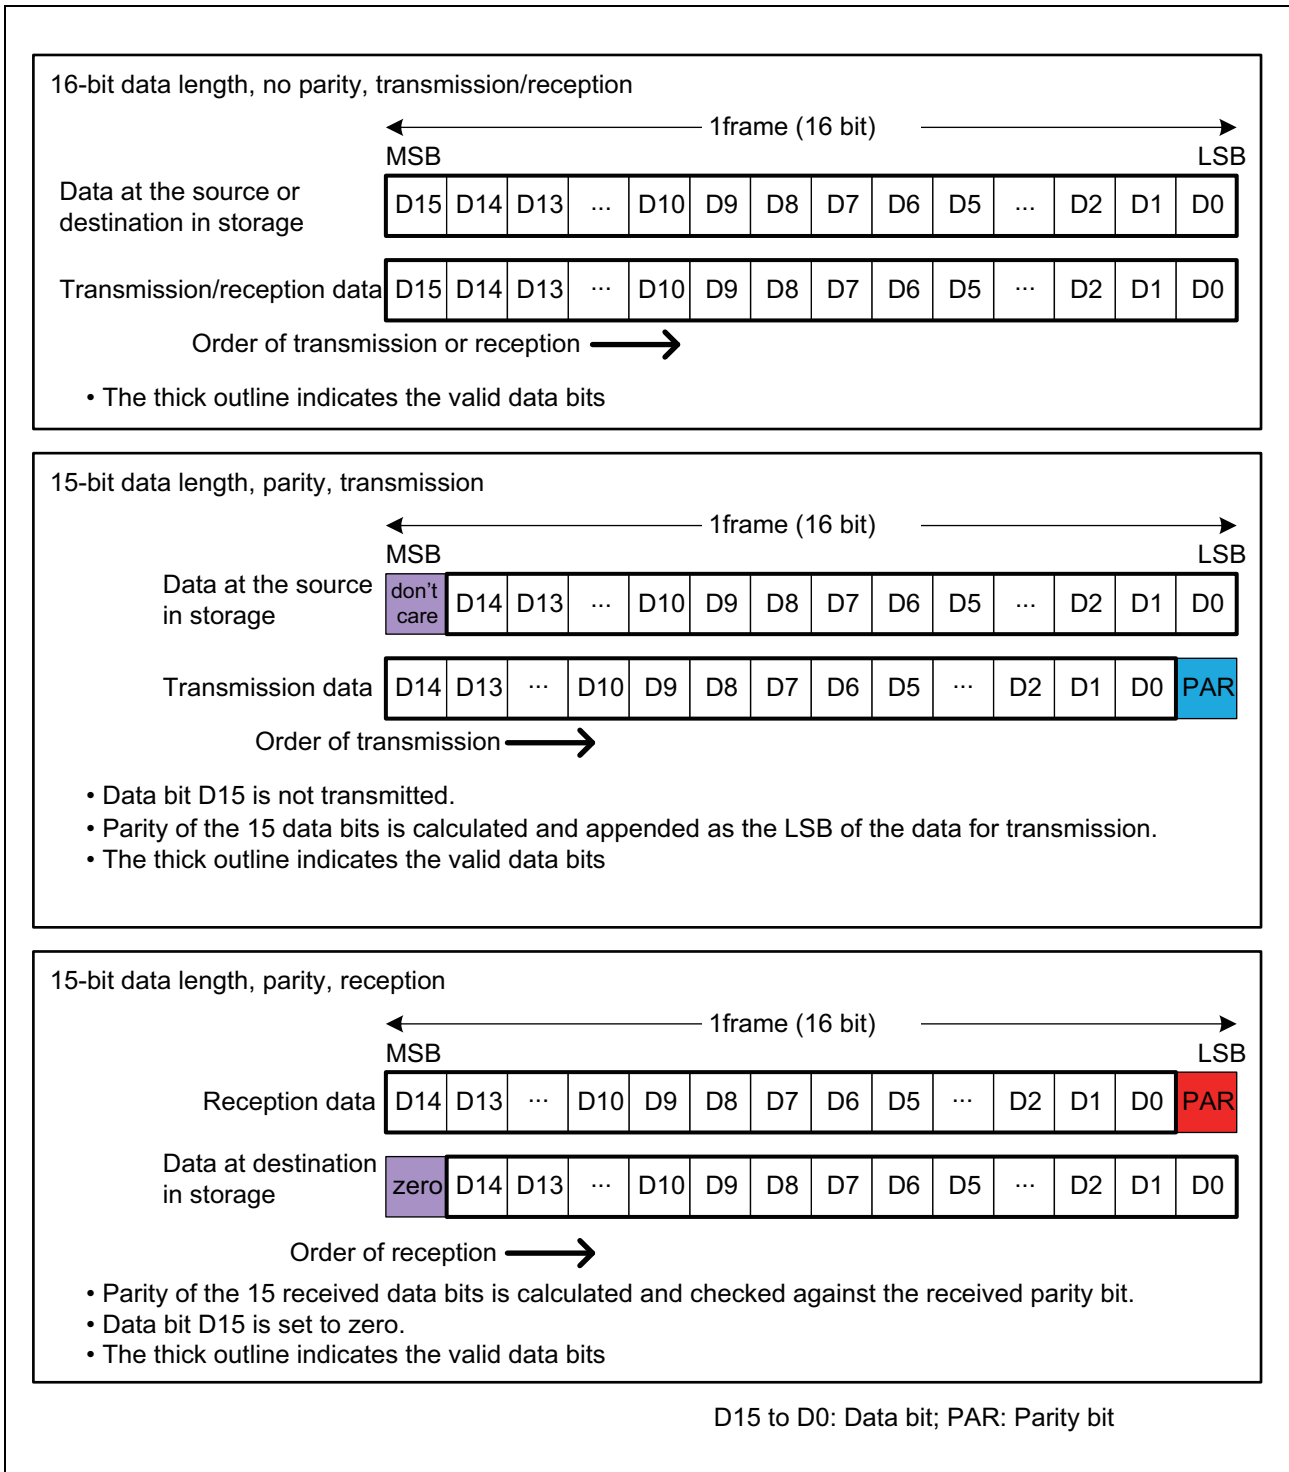 16-bit data length, no parity, transmission/reception
1frame (16 bit)
MSB LSB
Data at the source or
destination in storage
D15 D14 D13 ... D10 D9 D8 D7 D6 D5 ... D2 D1 D0
Transmission/reception data D15 D14 D13 ... D10 D9 D8 D7 D6 D5 ... D2 D1 D0
Order of transmission or reception
• The thick outline indicates the valid data bits
15-bit data length, parity, transmission
1frame (16 bit)
MSB LSB
Data at the source
in storage
don't
care
D14 D13 ... D10 D9 D8 D7 D6 D5 ... D2 D1 D0
Transmission data D14 D13 ... D10 D9 D8 D7 D6 D5 ... D2 D1 D0 PAR
Order of transmission
• Data bit D15 is not transmitted.
• Parity of the 15 data bits is calculated and appended as the LSB of the data for transmission.
• The thick outline indicates the valid data bits
15-bit data length, parity, reception
1frame (16 bit)
MSB LSB
Reception data D14 D13 ... D10 D9 D8 D7 D6 D5 ... D2 D1 D0 PAR
Data at destination
in storage
zero D14 D13 ... D10 D9 D8 D7 D6 D5 ... D2 D1 D0
Order of reception
• Parity of the 15 received data bits is calculated and checked against the received parity bit.
• Data bit D15 is set to zero.
• The thick outline indicates the valid data bits
D15 to D0: Data bit; PAR: Parity bit